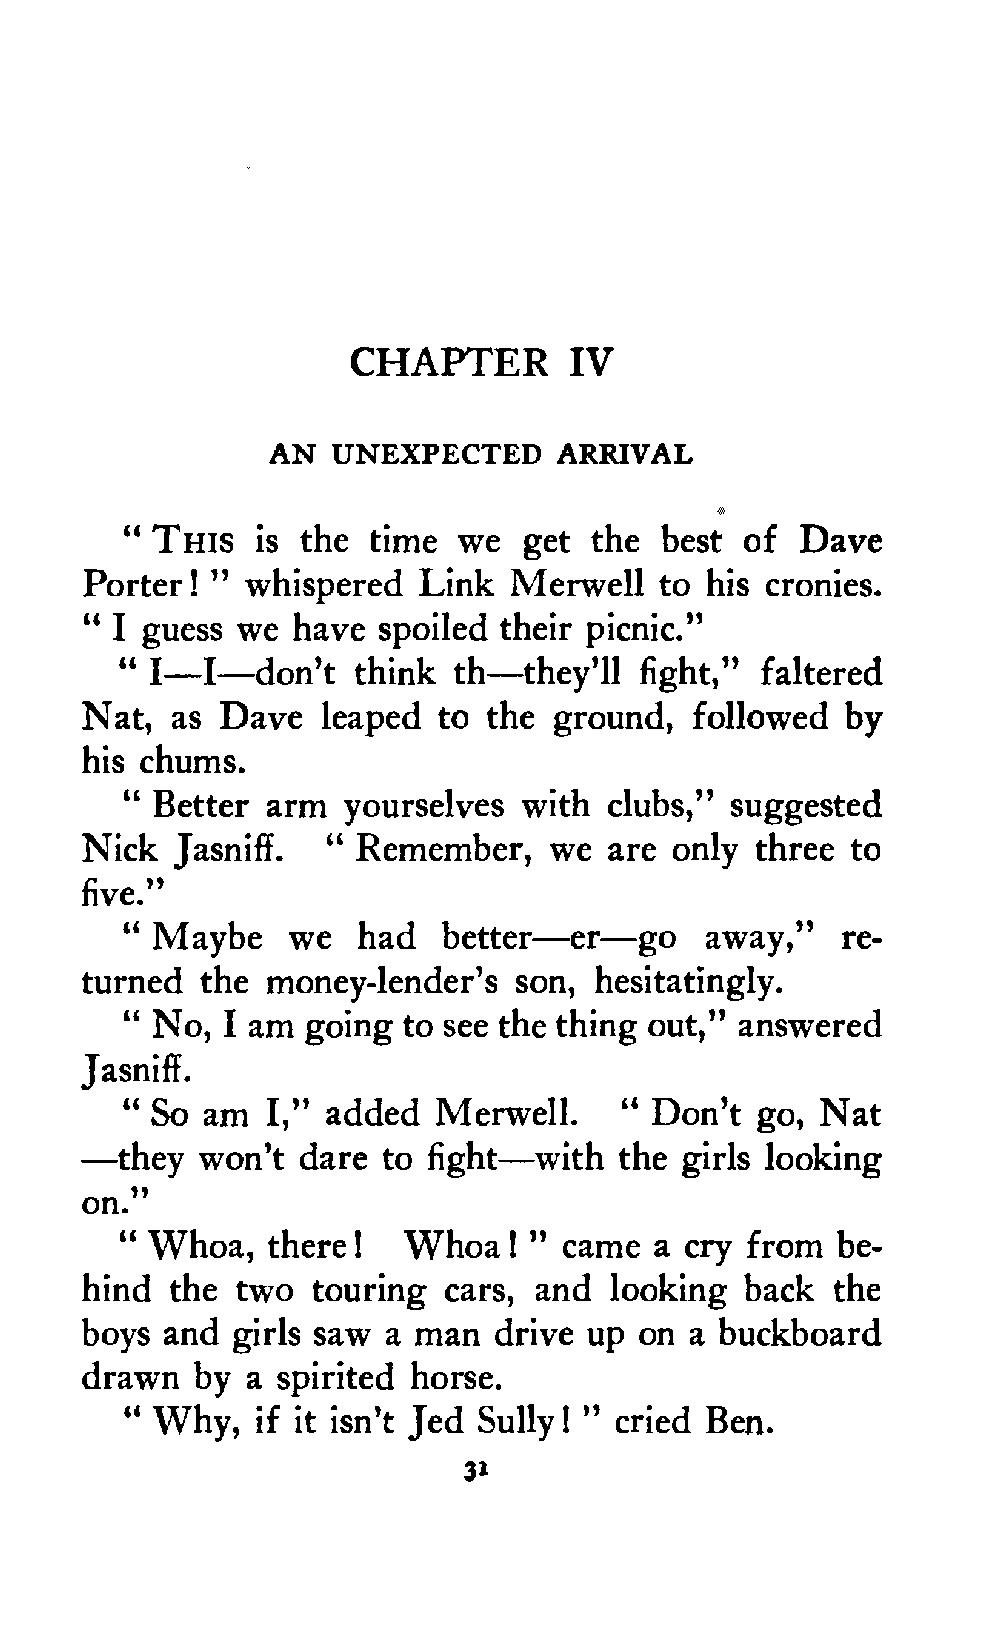 CHAPTER IV
AN UNEXPECTED ARRIVAL
" THIS is the time we get the best of Dave
Porter! " whispered Link Merwell to his cronies.
" I guess we have spoiled their picnic."
" I—I—don't think th—they'll fight," faltered
Nat, as Dave leaped to the ground, followed by
his chums.
" Better arm yourselves with clubs," suggested
Nick Jasniff. " Remember, we are only three to
five."
" Maybe we had better—er—go away," re-
turned the money-lender's son, hesitatingly.
" No, I am going to see the thing out," answered
Jasniff.
" So am I," added Merwell. " Don't go, Nat
—they won't dare to fight—with the girls looking
on."
" Whoa, there! Whoa! " came a cry from be-
hind the two touring cars, and looking back the
boys and girls saw a man drive up on a buckboard
drawn by a spirited horse.
" Why, if it isn't Jed Sully! " cried Ben.
31